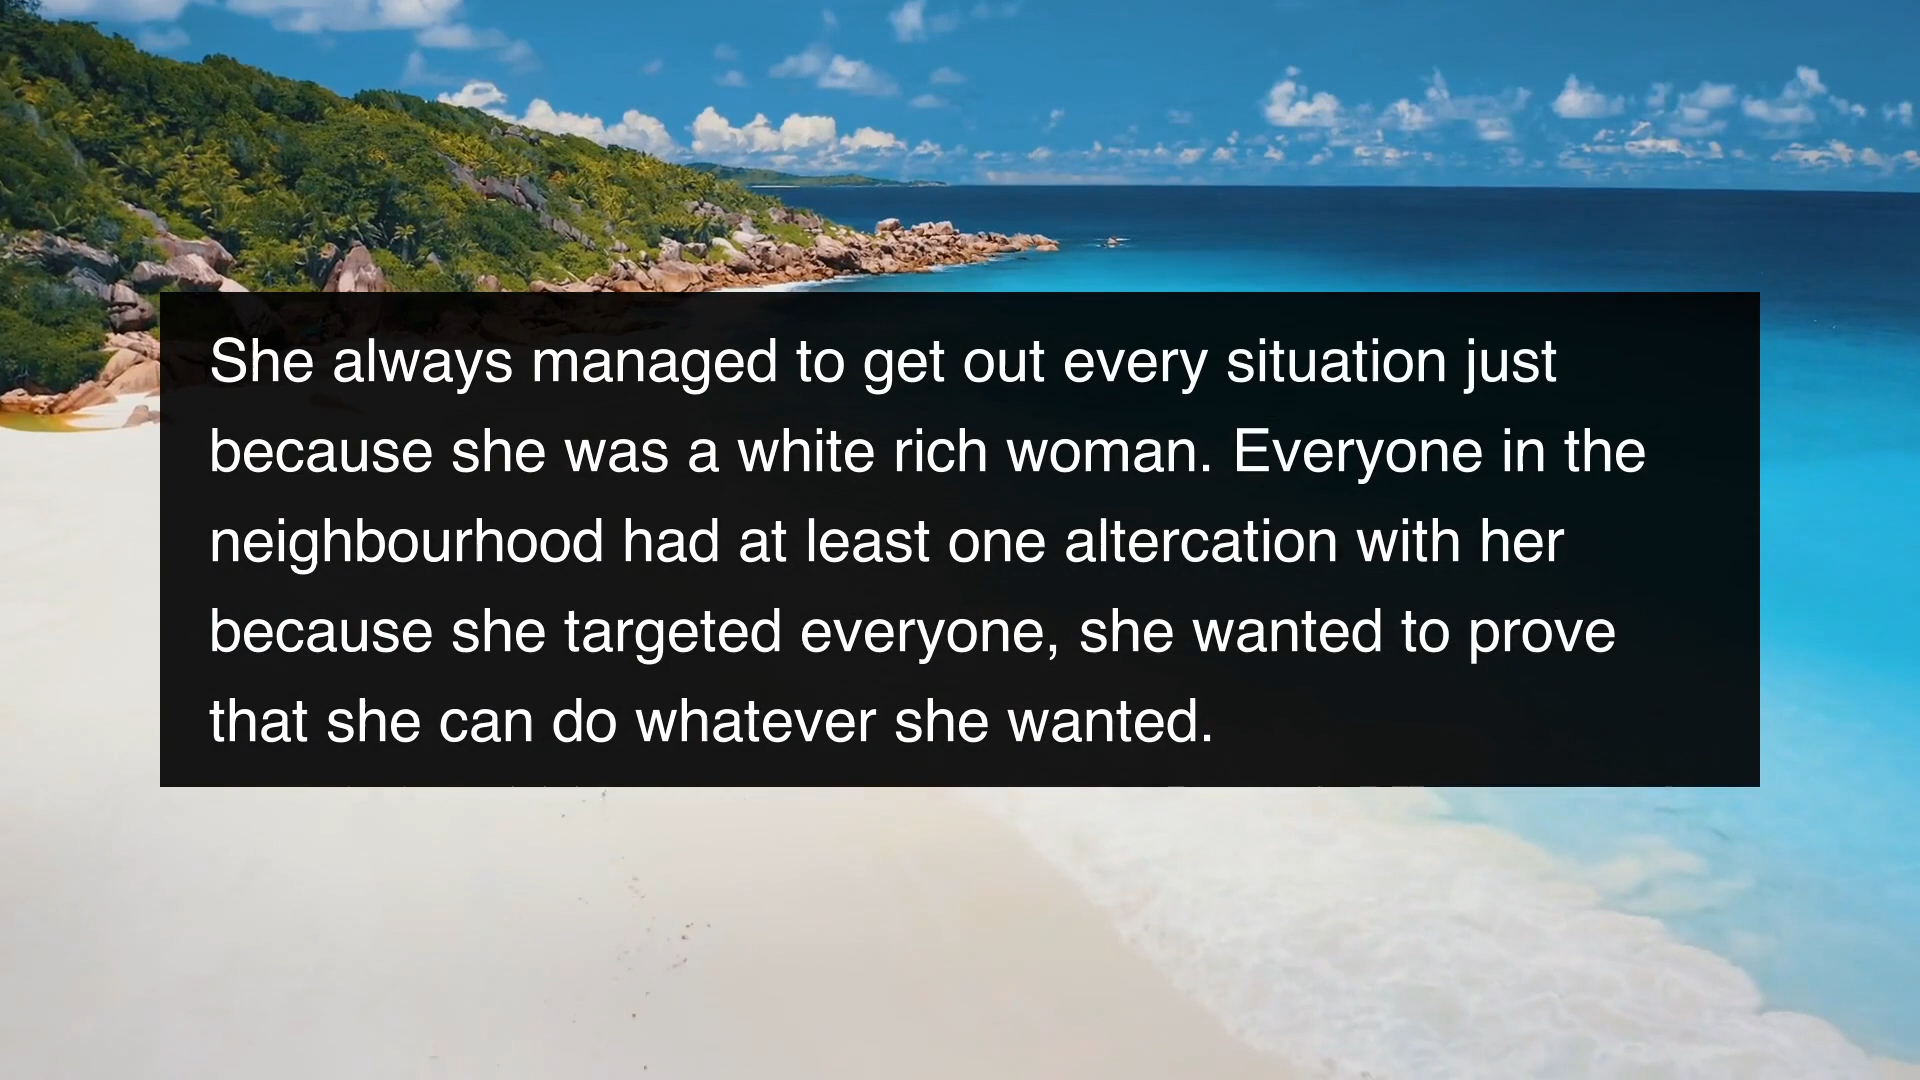 She always managed to get out every situation just
because she was a white rich woman. Everyone in the
neighbourhood had at least one altercation with her
because she targeted everyone, she wanted to prove
that she can do whatever she wanted.